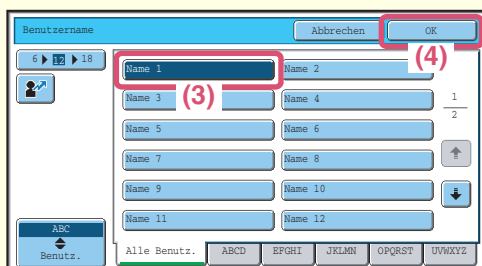 Benutzername
Abbrechen
OK
(4)
6 12 18
Name 1
Name 2
(3)
Name 3
Name 4
1
2
Name 5
Name 6
Name 7
Name 8
Name 9
Name 10
Name 11
Name 12
ABC
Benutz.
Alle Benutz.
ABCD
EFGHI
JKLMN
OPQRST
UVWXYZ